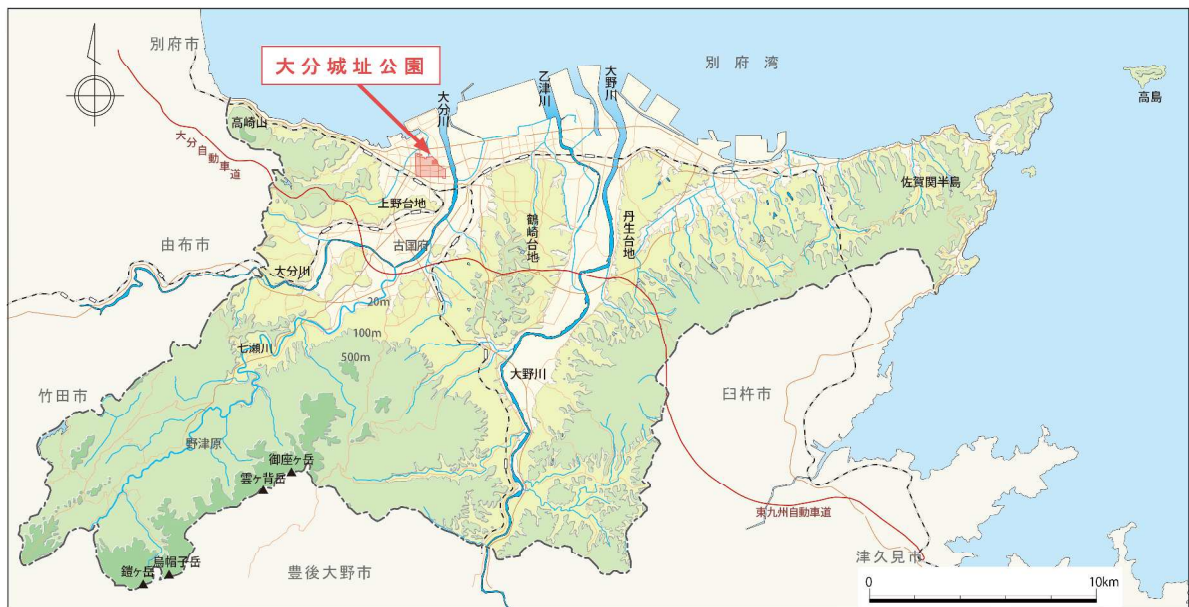 別府市
大分城址公園
別府湾
高島
乙津川
大野川
大分川
高崎山
大分自動車道
佐賀関半島
上野台地
鶴崎台地
丹生台地
古国府
由布市
大分川
20m
100m
500m
七瀬川
大野川
竹田市
臼杵市
野津原
御座ヶ岳
雲ヶ背岳
東九州自動車道
烏帽子岳
鎧ヶ岳
豊後大野市
津久見市
0 10km